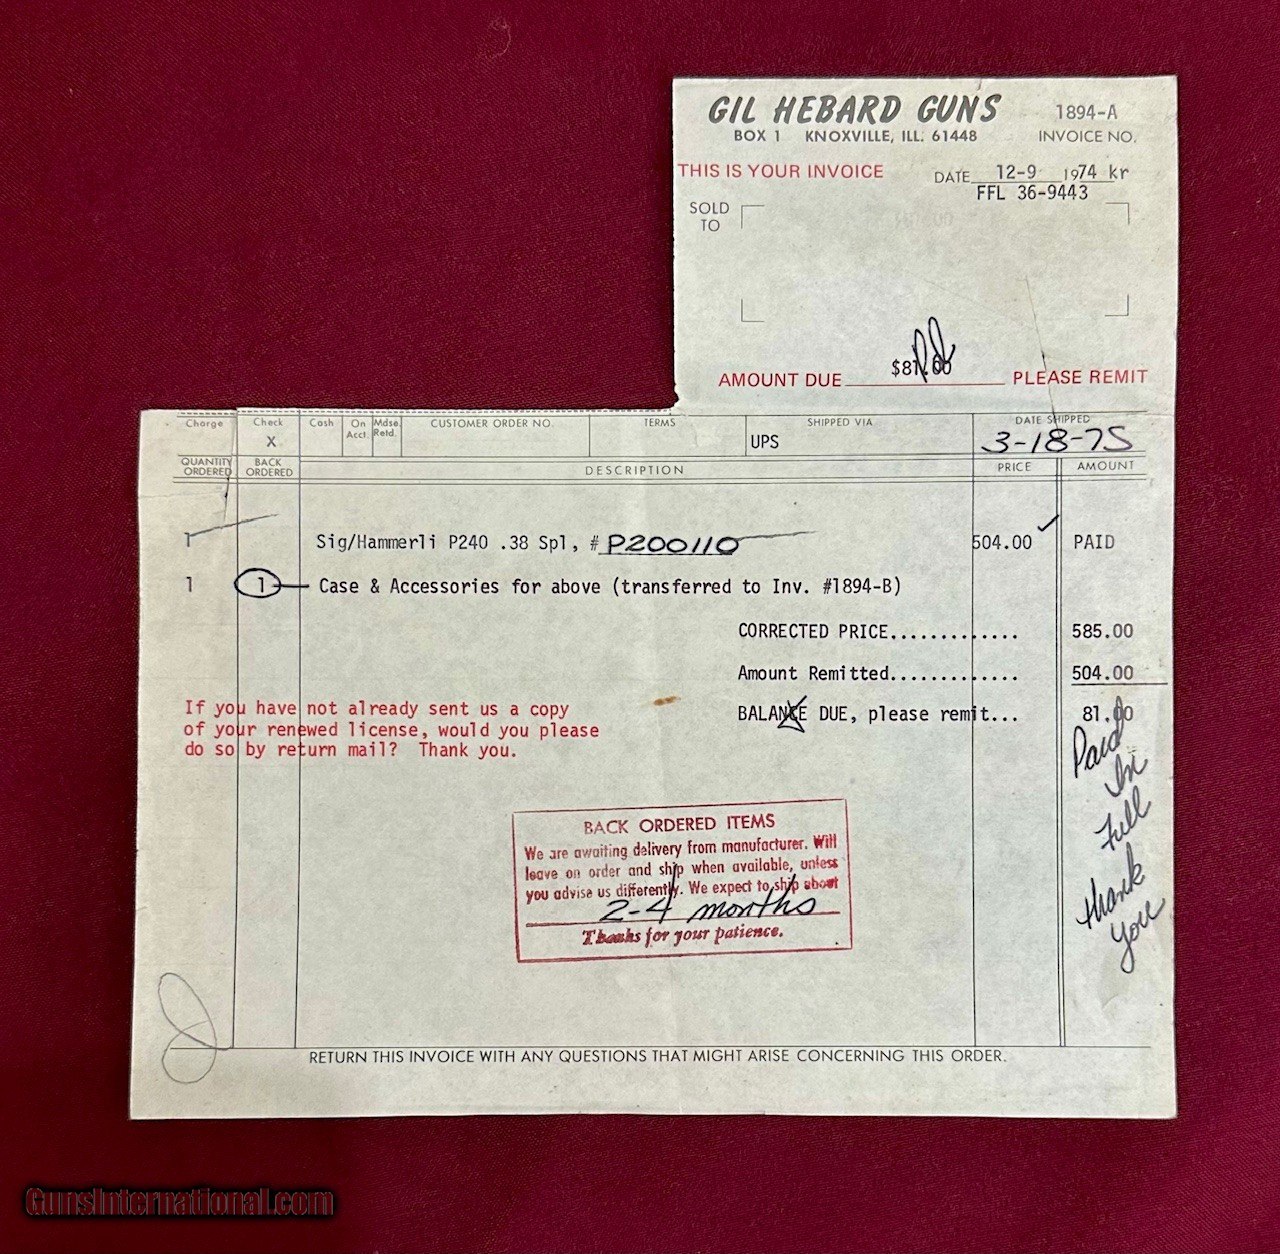 GIL HEBARD GUNS
BOX 1 KNOXVILLE, ILL. 61448
1894-A
INVOICE NO.
THIS IS YOUR INVOICE
DATE 12-9 1974 kr
FFL 36-9443
SOLD
TO
AMOUNT DUE $81.00 PLEASE REMIT
Pd
Charge
Check
X
Cash
On
Acct.
Mdse.
Retd.
CUSTOMER ORDER NO.
TERMS
SHIPPED VIA
UPS
DATE SHIPPED
3-18-75
QUANTITY
ORDERED
BACK
ORDERED
DESCRIPTION
PRICE
AMOUNT
1 Sig/Hammerli P240 .38 Spl, # P200110 504.00 PAID
1 1 Case & Accessories for above (transferred to Inv. #1894-B)
CORRECTED PRICE............. 585.00
Amount Remitted............. 504.00
BALANCE DUE, please remit... 81.00
If you have not already sent us a copy
of your renewed license, would you please
do so by return mail? Thank you.
Paid
In
Full
Thank
you
BACK ORDERED ITEMS
We are awaiting delivery from manufacturer. Will
leave on order and ship when available, unless
you advise us differently. We expect to ship about
2-4 months
Thanks for your patience.
RETURN THIS INVOICE WITH ANY QUESTIONS THAT MIGHT ARISE CONCERNING THIS ORDER.
GunsInternational.com